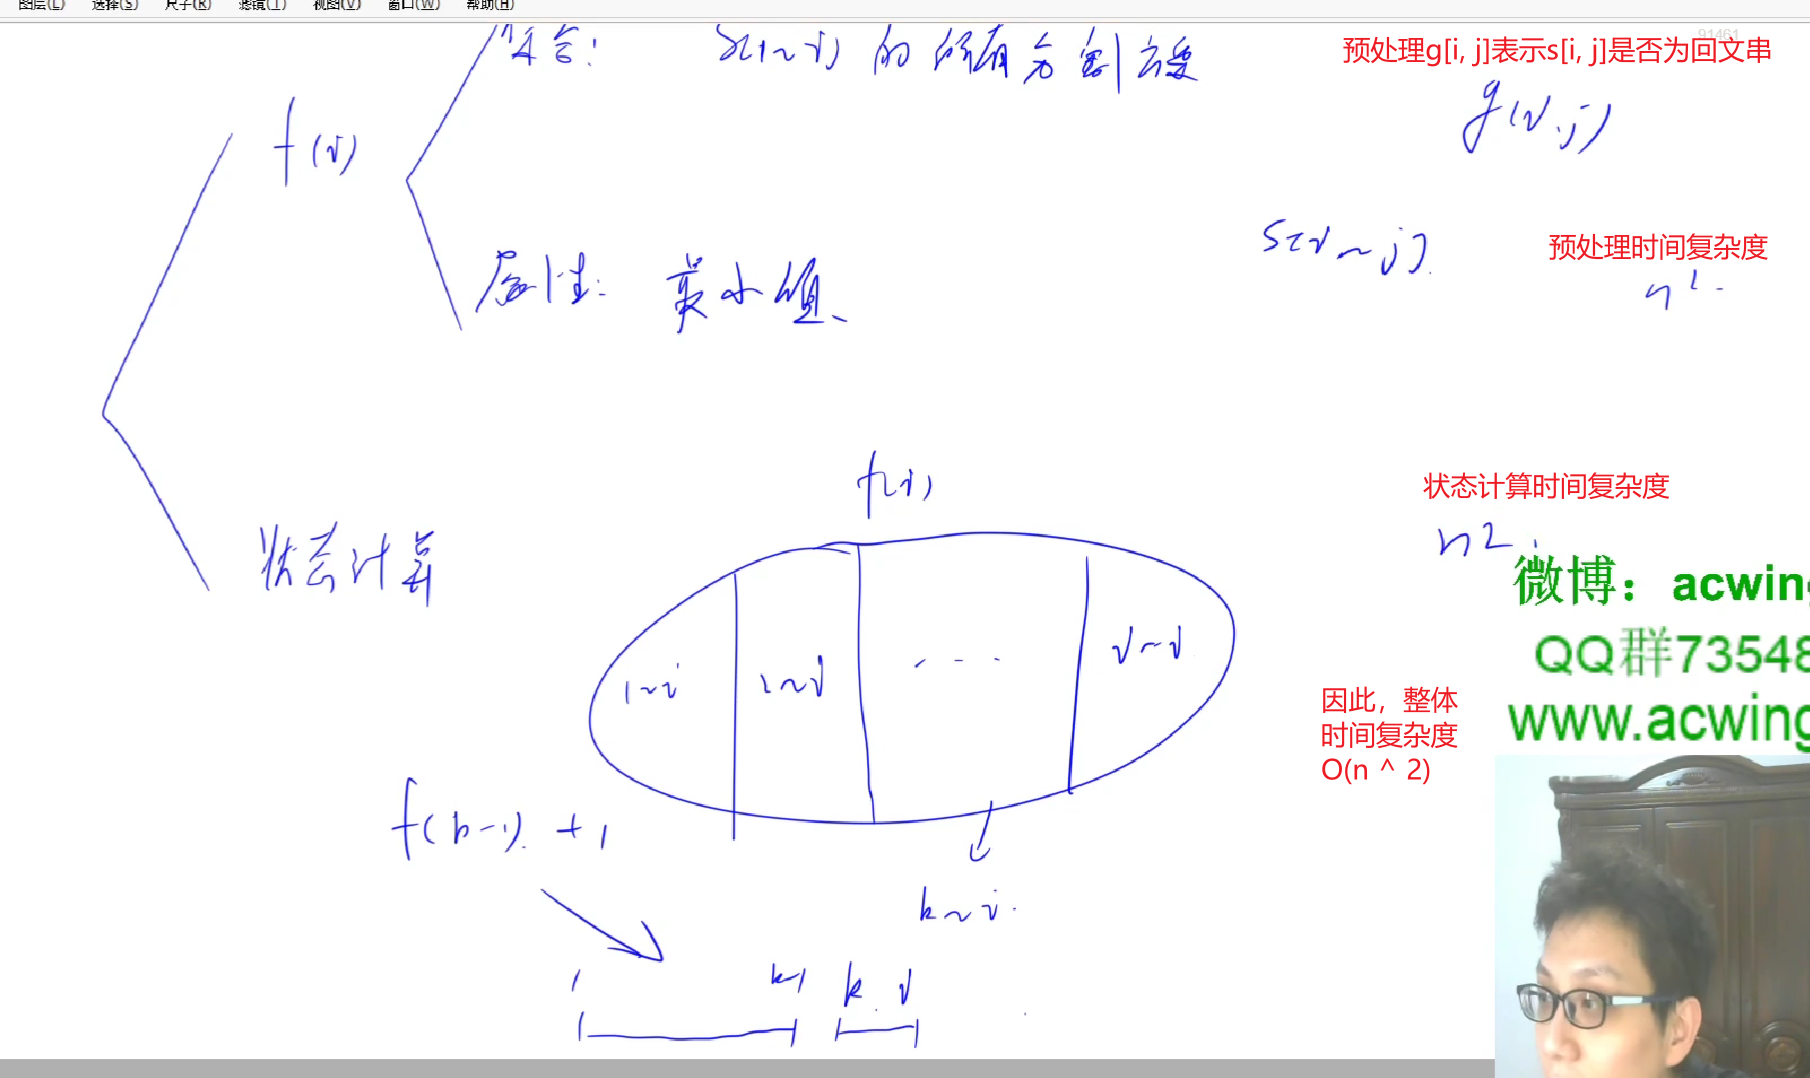 图层(L) 选择(S) 尺子(R) 滤镜(T) 视图(V) 窗口(W) 帮助(H)
集合: S[1~i] 的所有分割方案
91461
预处理g[i, j]表示s[i, j]是否为回文串
g(i,j)
f(i)
S[i~j]
预处理时间复杂度
n²
属性: 最小值
f(i)
状态计算时间复杂度
n2
状态计算
微博: acwing
QQ群73548
www.acwing
1~i 2~i ... i~i
因此，整体
时间复杂度
O(n ^ 2)
f(k-1) + 1
k~i
1 k-1 k i